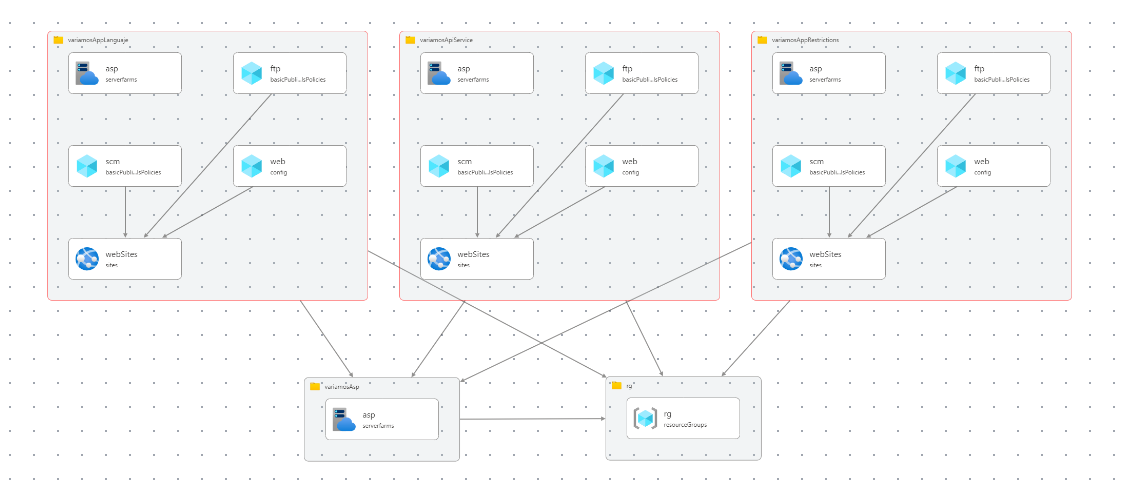 variamosAppLanguaje
asp
serverfarms
ftp
basicPubli...lsPolicies
scm
basicPubli...lsPolicies
web
config
webSites
sites
variamosApiService
asp
serverfarms
ftp
basicPubli...lsPolicies
scm
basicPubli...lsPolicies
web
config
webSites
sites
variamosAppRestrictions
asp
serverfarms
ftp
basicPubli...lsPolicies
scm
basicPubli...lsPolicies
web
config
webSites
sites
variamosAsp
asp
serverfarms
rg
rg
resourceGroups